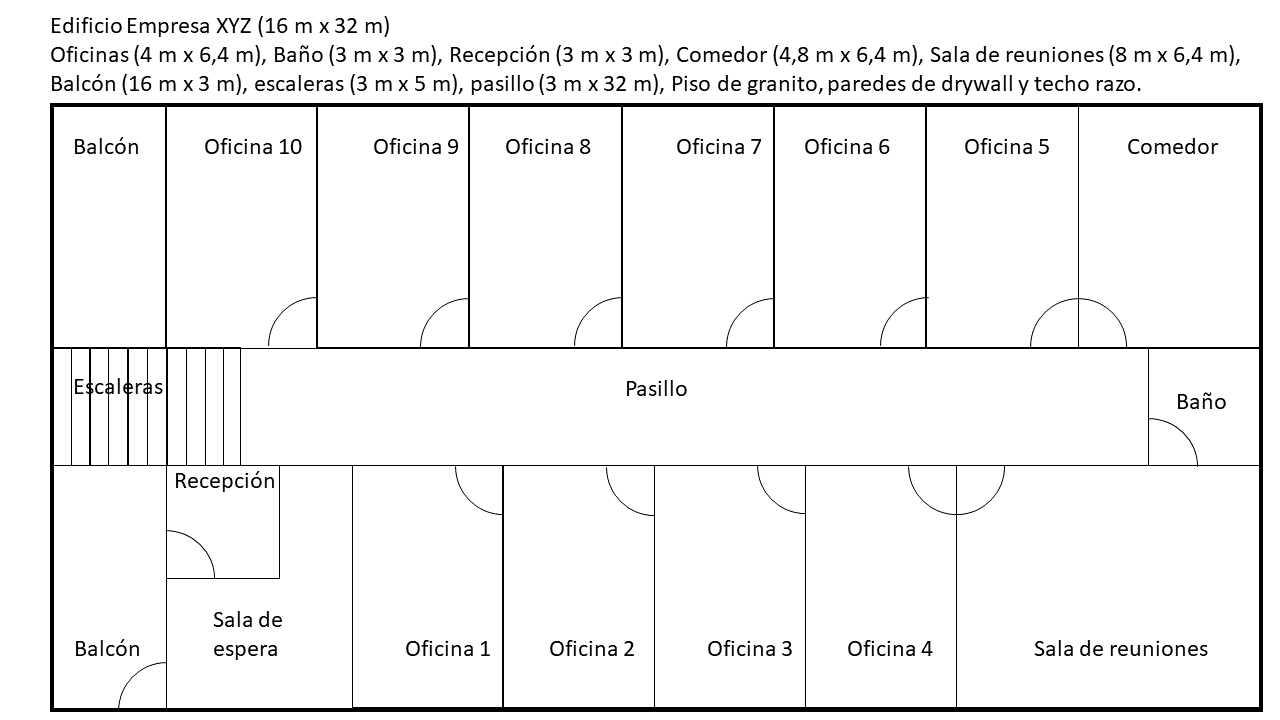 Edificio Empresa XYZ (16 m x 32 m)
Oficinas (4 m x 6,4 m), Baño (3 m x 3 m), Recepción (3 m x 3 m), Comedor (4,8 m x 6,4 m), Sala de reuniones (8 m x 6,4 m),
Balcón (16 m x 3 m), escaleras (3 m x 5 m), pasillo (3 m x 32 m), Piso de granito, paredes de drywall y techo razo.
Balcón
Oficina 10
Oficina 9
Oficina 8
Oficina 7
Oficina 6
Oficina 5
Comedor
Escaleras
Pasillo
Baño
Recepción
Sala de
espera
Balcón
Oficina 1
Oficina 2
Oficina 3
Oficina 4
Sala de reuniones